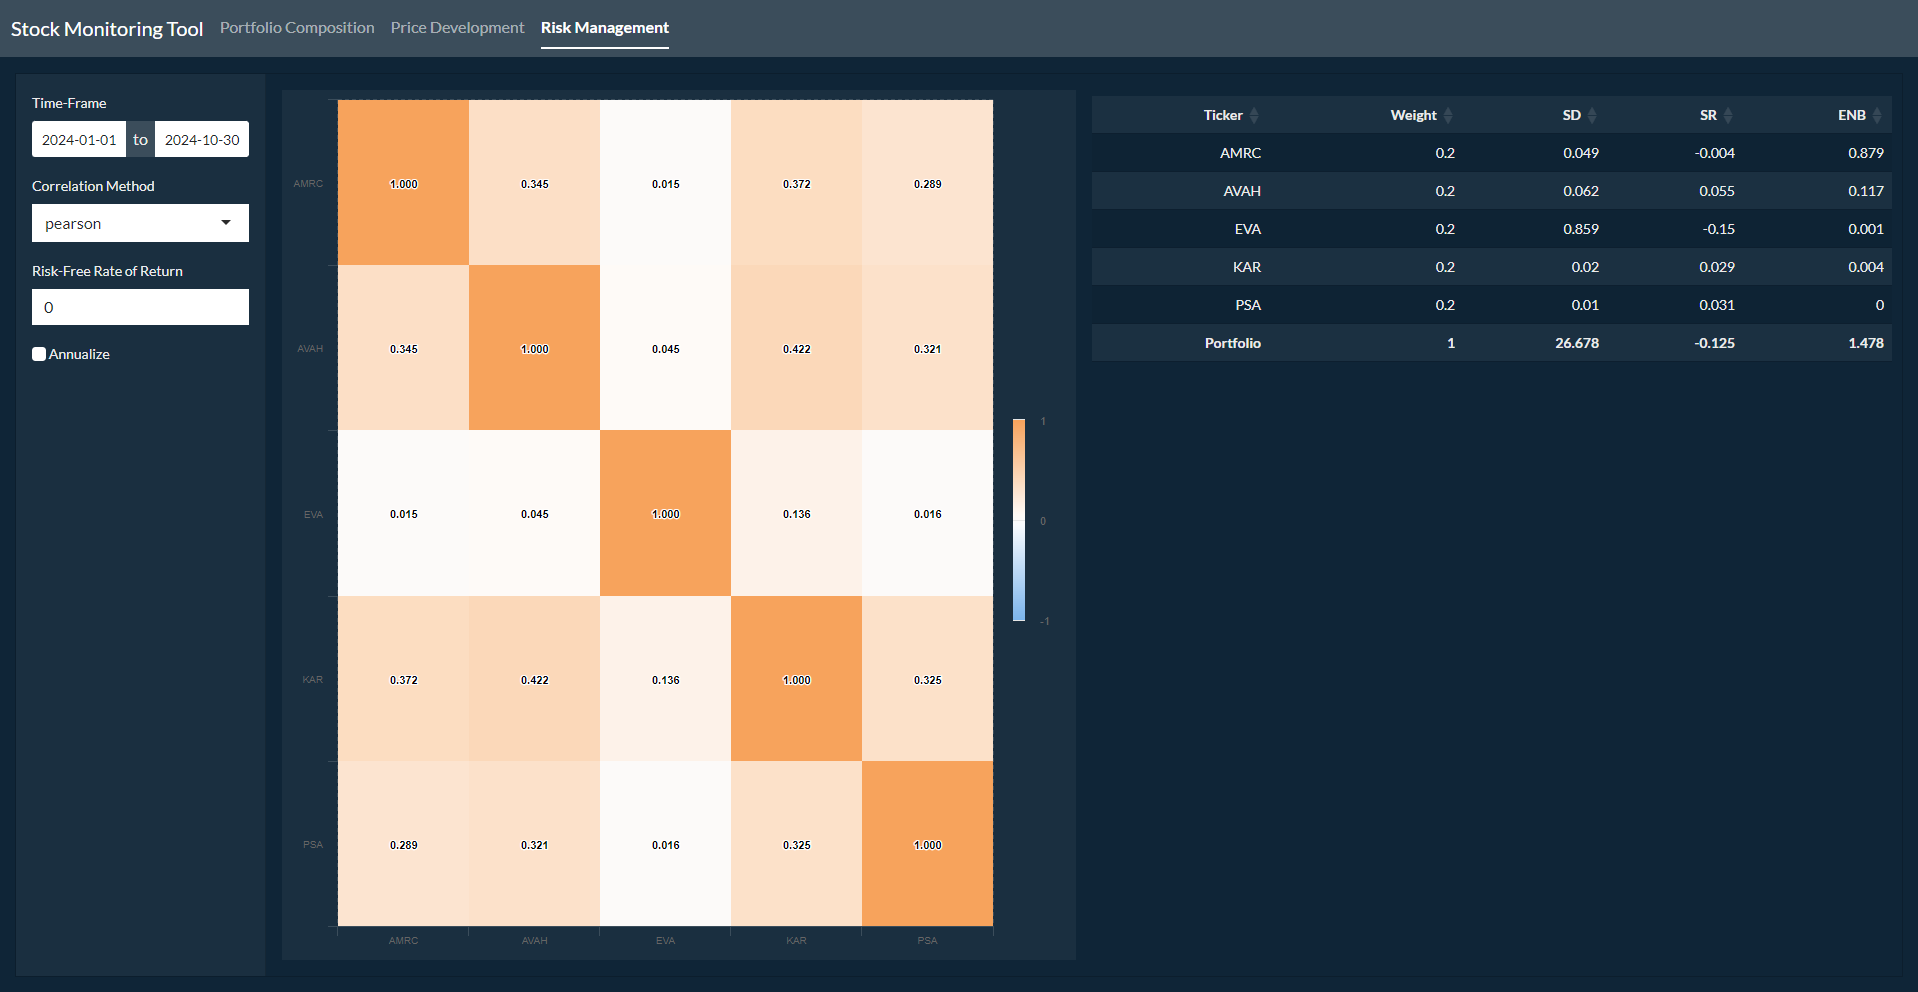 Stock Monitoring Tool Portfolio Composition Price Development Risk Management
Time-Frame
2024-01-01 to 2024-10-30
Correlation Method
pearson
Risk-Free Rate of Return
0
Annualize
AMRC 1.000 0.345 0.015 0.372 0.289
AVAH 0.345 1.000 0.045 0.422 0.321
EVA 0.015 0.045 1.000 0.136 0.016
KAR 0.372 0.422 0.136 1.000 0.325
PSA 0.289 0.321 0.016 0.325 1.000
AMRC AVAH EVA KAR PSA
1
0
-1
Ticker Weight SD SR ENB
AMRC 0.2 0.049 -0.004 0.879
AVAH 0.2 0.062 0.055 0.117
EVA 0.2 0.859 -0.15 0.001
KAR 0.2 0.02 0.029 0.004
PSA 0.2 0.01 0.031 0
Portfolio 1 26.678 -0.125 1.478